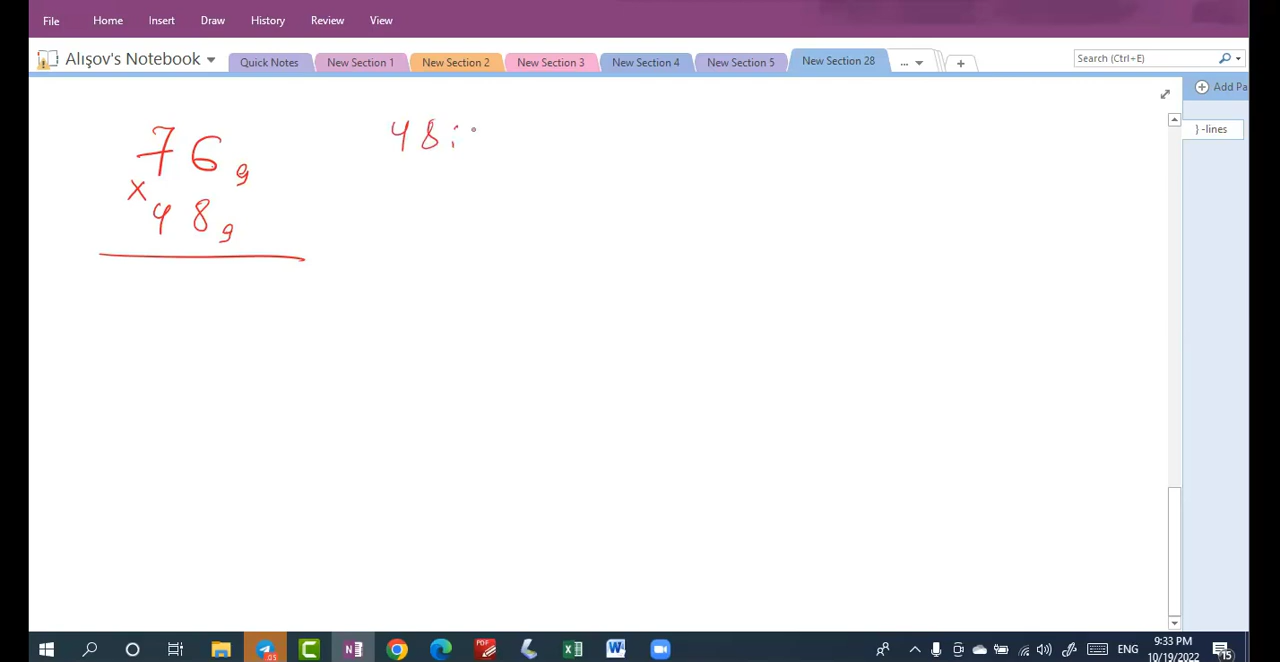 File Home Insert Draw History Review View
Alışov's Notebook Quick Notes New Section 1 New Section 2 New Section 3 New Section 4 New Section 5 New Section 28 ... + Search (Ctrl+E)
Add Pa
} -lines
76₉ 48:
×
48₉
ENG 9:33 PM
10/19/2022 15